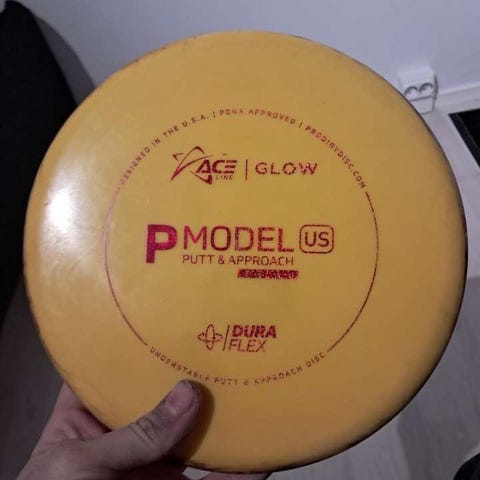 DESIGNED IN THE U.S.A. | PDGA APPROVED | PRODIGYDISC.COM
ACE LINE | GLOW
P MODEL US
PUTT & APPROACH
DURA FLEX
UNDERSTABLE PUTT & APPROACH DISC